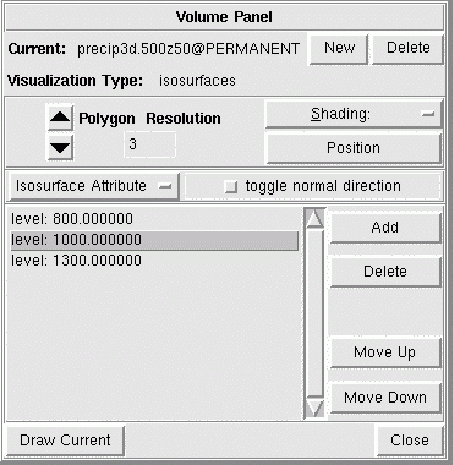 Volume Panel
Current: precip3d.500z50@PERMANENT New Delete
Visualization Type: isosurfaces
Polygon Resolution
Shading:
3
Position
Isosurface Attribute toggle normal direction
level: 800.000000
level: 1000.000000
level: 1300.000000
Add
Delete
Move Up
Move Down
Draw Current Close